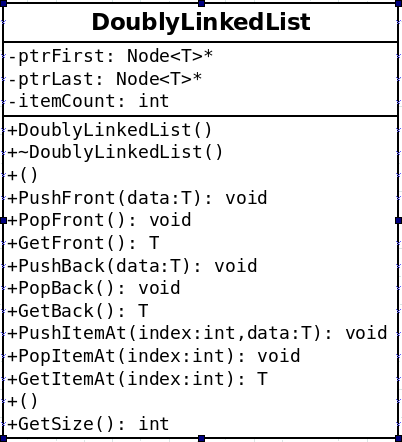 DoublyLinkedList
-ptrFirst: Node<T>*
-ptrLast: Node<T>*
-itemCount: int
+DoublyLinkedList()
+~DoublyLinkedList()
+()
+PushFront(data:T): void
+PopFront(): void
+GetFront(): T
+PushBack(data:T): void
+PopBack(): void
+GetBack(): T
+PushItemAt(index:int,data:T): void
+PopItemAt(index:int): void
+GetItemAt(index:int): T
+()
+GetSize(): int